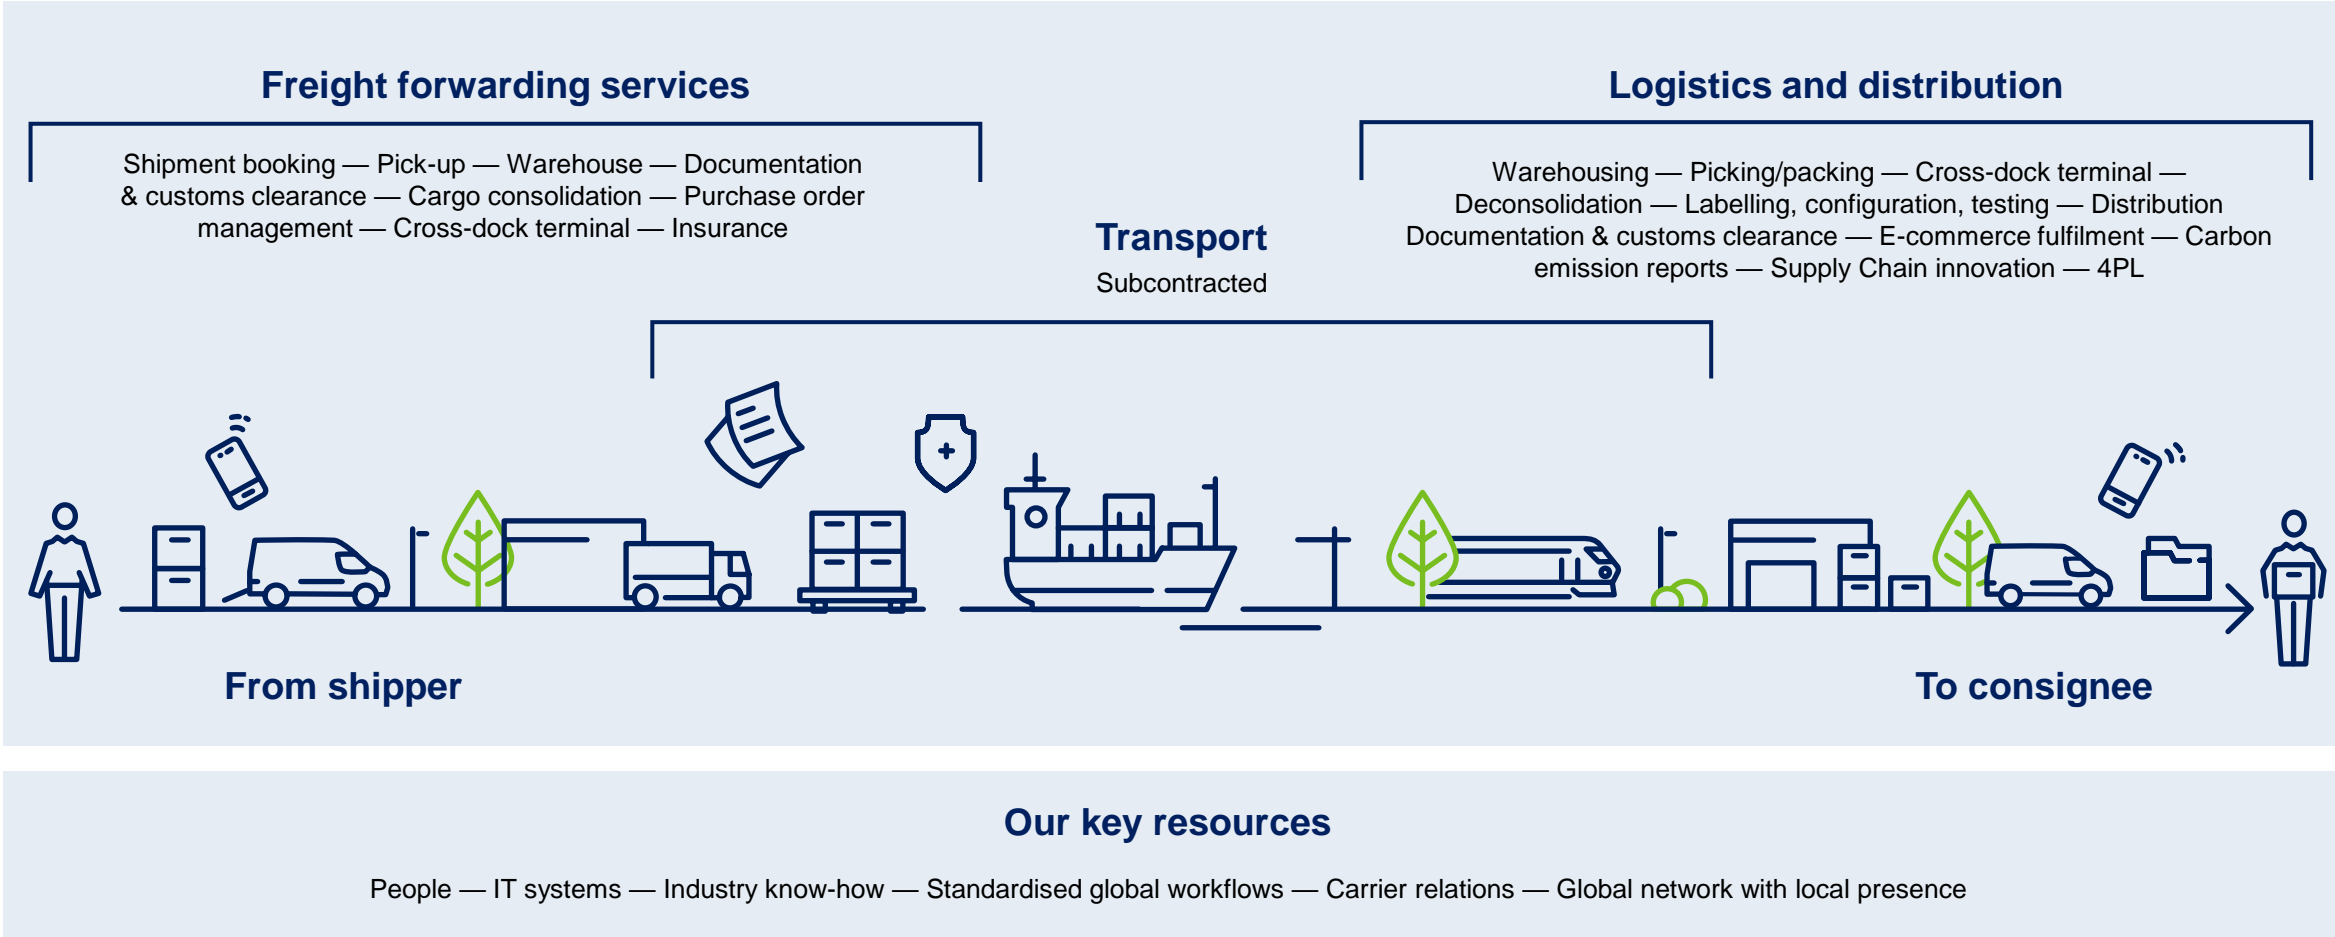 Freight forwarding services
Shipment booking — Pick-up — Warehouse — Documentation
& customs clearance — Cargo consolidation — Purchase order
management — Cross-dock terminal — Insurance
Transport
Subcontracted
Logistics and distribution
Warehousing — Picking/packing — Cross-dock terminal —
Deconsolidation — Labelling, configuration, testing — Distribution
Documentation & customs clearance — E-commerce fulfilment — Carbon
emission reports — Supply Chain innovation — 4PL
From shipper
To consignee
Our key resources
People — IT systems — Industry know-how — Standardised global workflows — Carrier relations — Global network with local presence